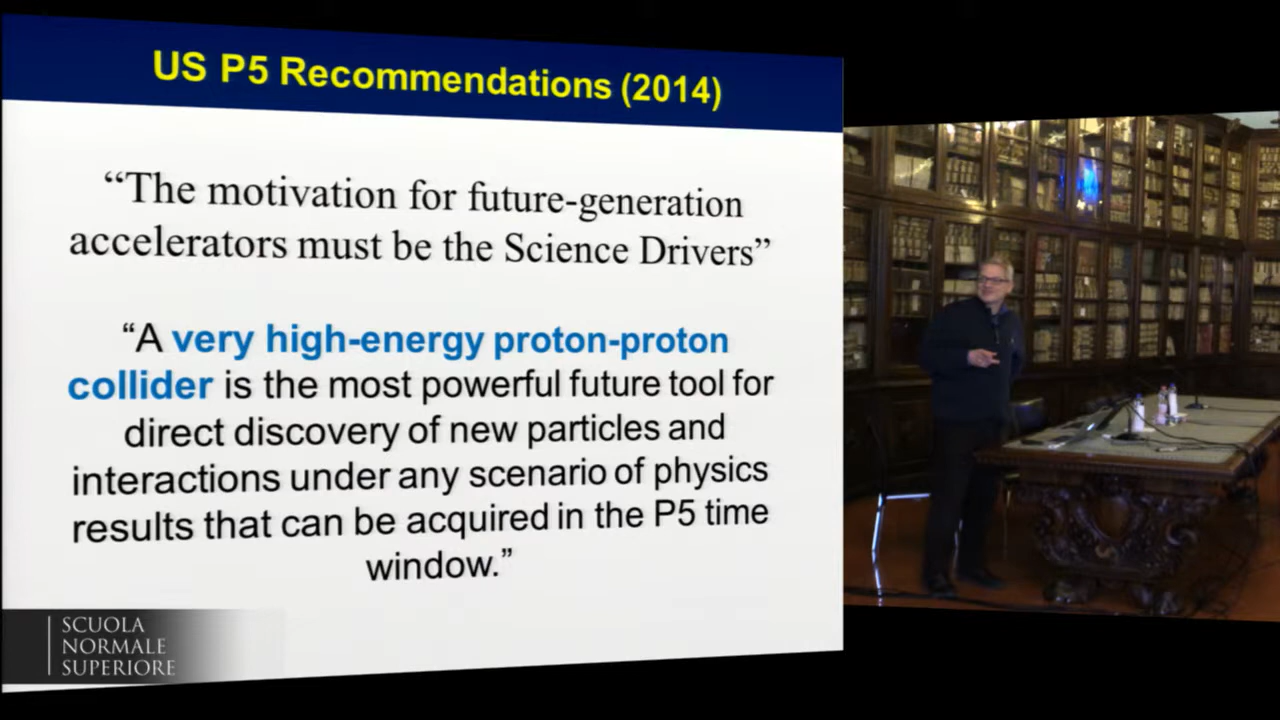 US P5 Recommendations (2014)
“The motivation for future-generation
accelerators must be the Science Drivers”
“A very high-energy proton-proton
collider is the most powerful future tool for
direct discovery of new particles and
interactions under any scenario of physics
results that can be acquired in the P5 time
window.”
SCUOLA
NORMALE
SUPERIORE